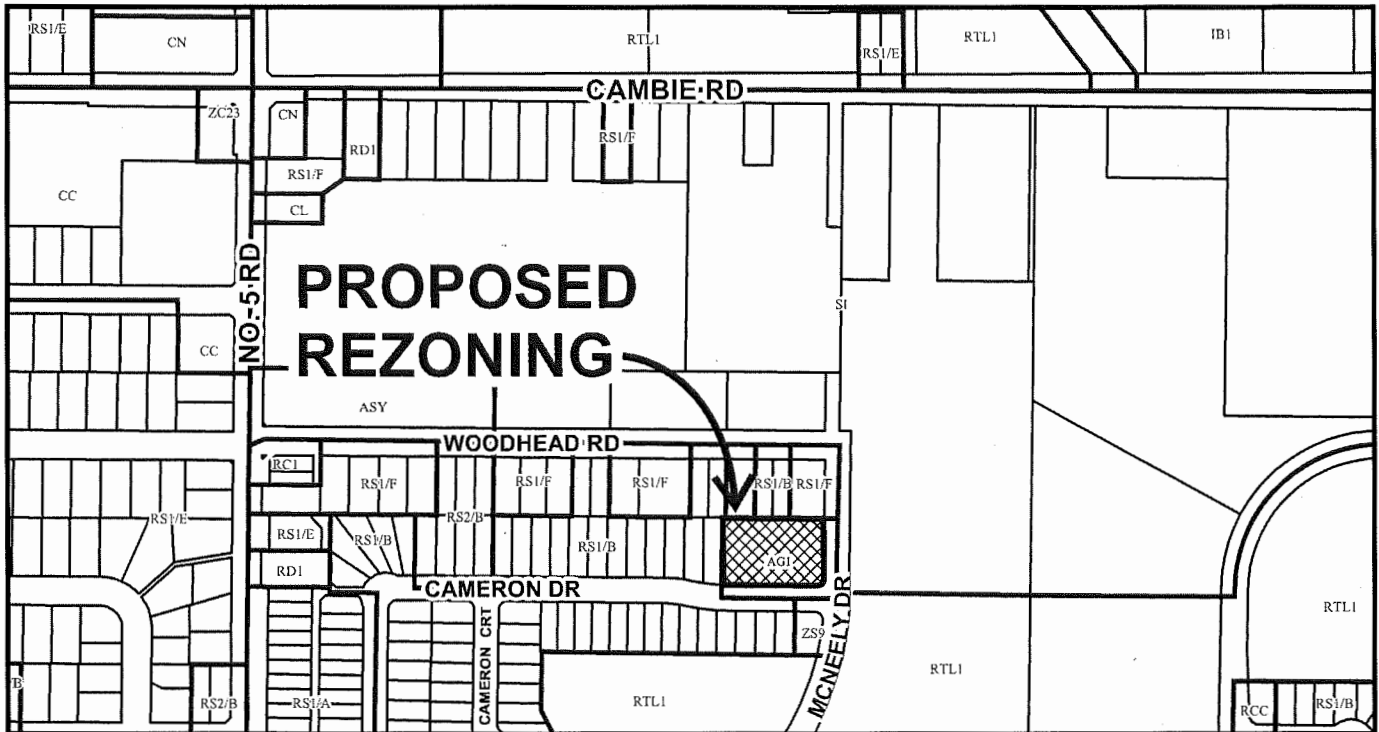 RS1/E
CN
RTL1
RS1/E
RTL1
IB1
CAMBIE RD
ZC23
CN
RD1
RS1/F
RS1/F
CC
CL
NO. 5 RD
PROPOSED
REZONING
SI
CC
ASY
WOODHEAD RD
RC1
RS1/F
RS1/F
RS1/F
RS1/B
RS1/F
RS1/E
RS2/B
RS1/E
RS1/B
RS1/B
AG1
RD1
CAMERON DR
CAMERON CRT
ZS9
MCNEELY DR
RTL1
RTL1
/B
RS2/B
RS1/A
RTL1
RCC
RS1/B